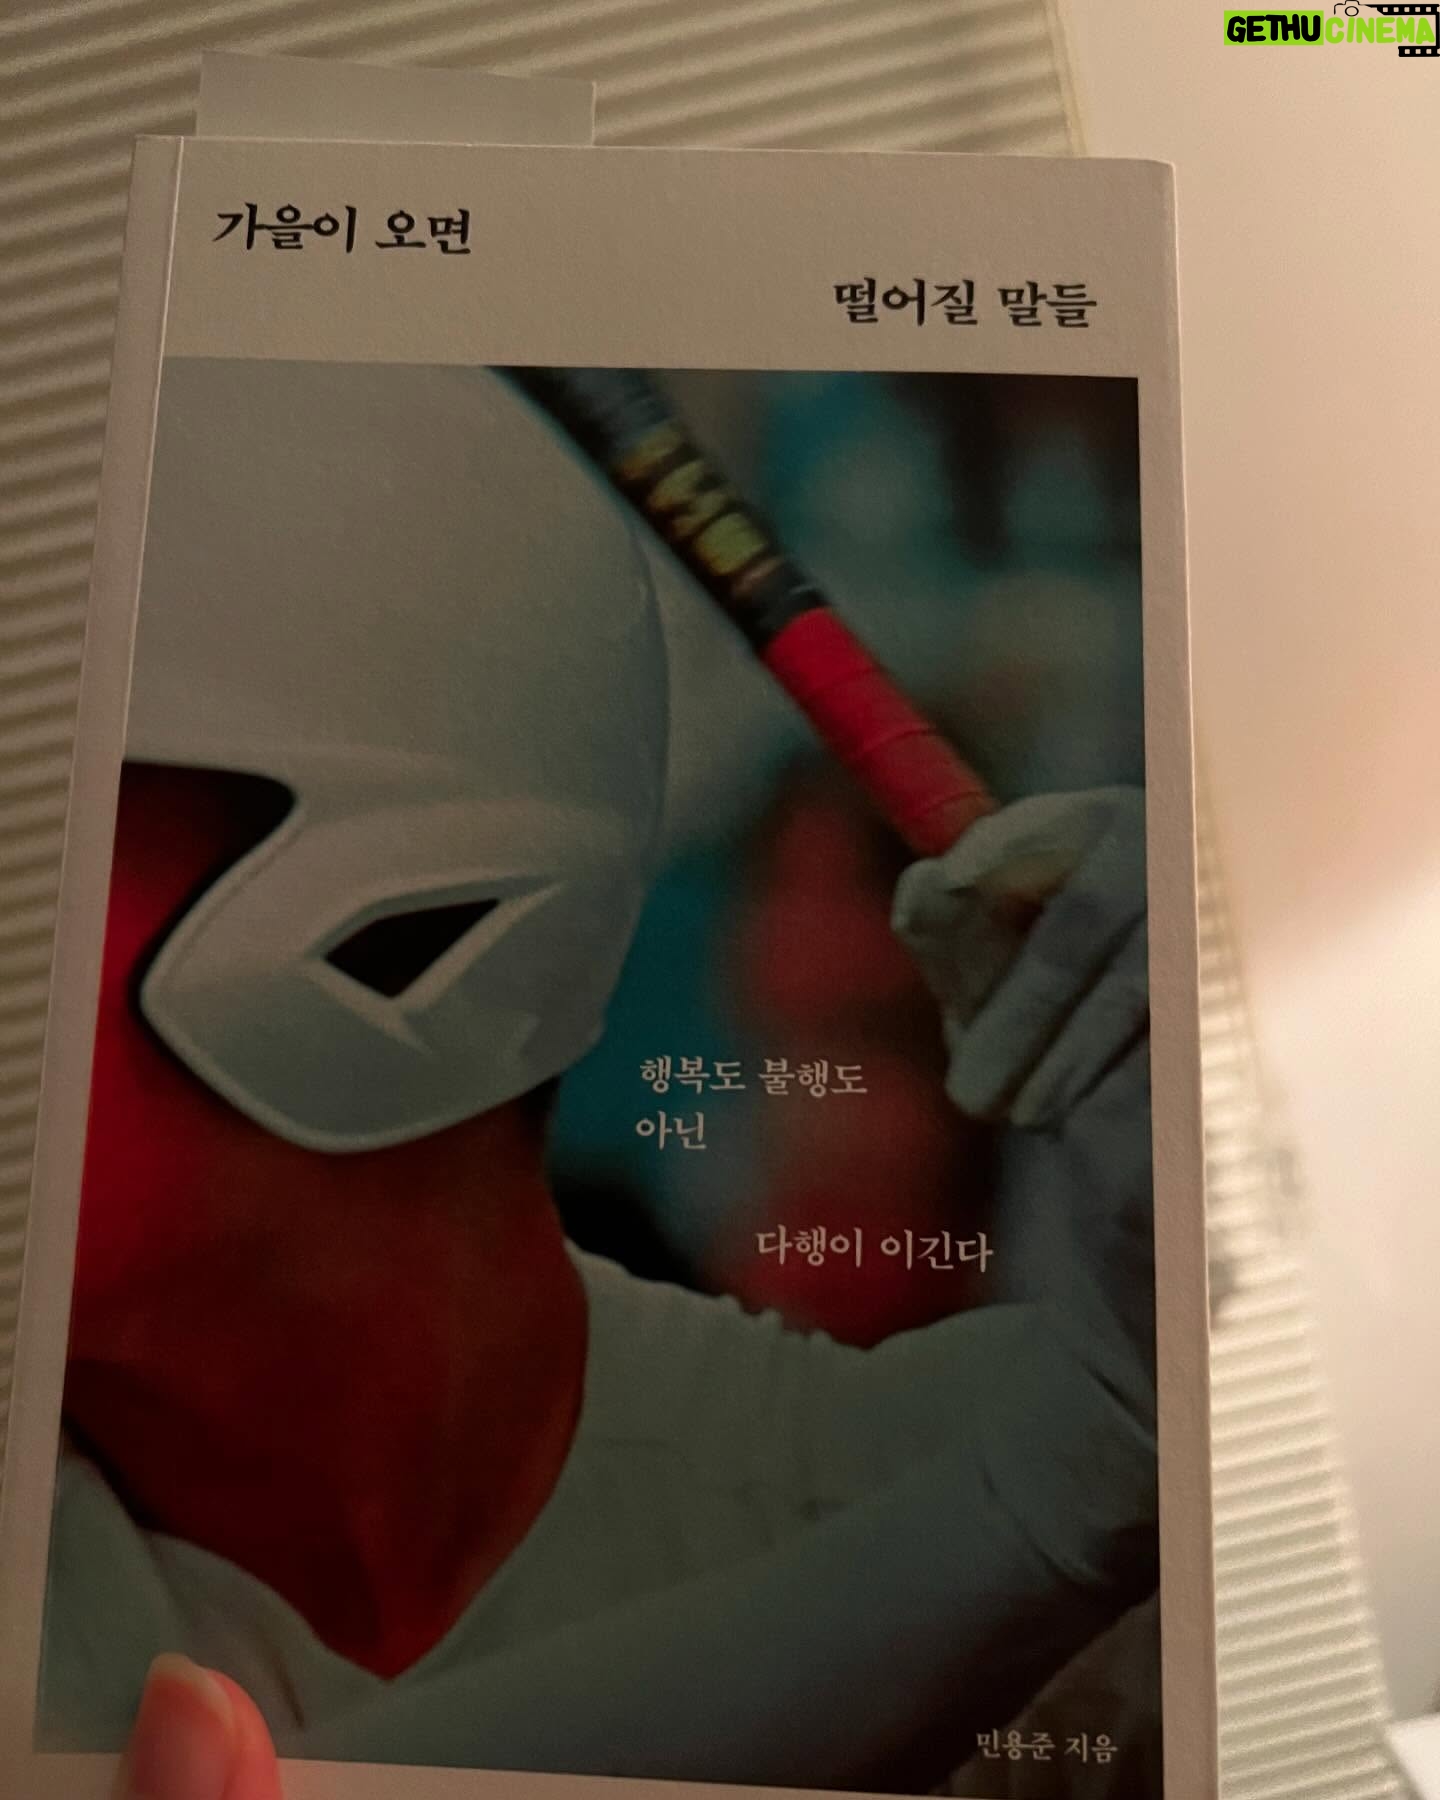 GETHUCINEMA
가을이 오면
떨어질 말들
행복도 불행도
아닌
다행이 이긴다
민용준 지음